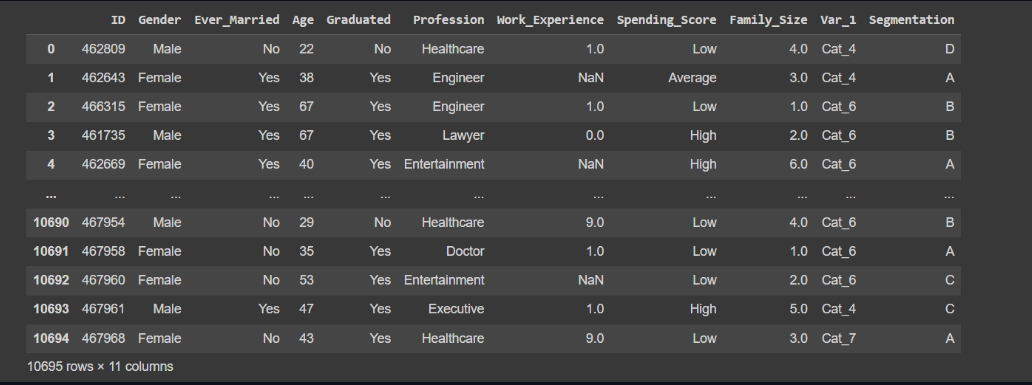 ID Gender Ever_Married Age Graduated Profession Work_Experience Spending_Score Family_Size Var_1 Segmentation
0 462809 Male No 22 No Healthcare 1.0 Low 4.0 Cat_4 D
1 462643 Female Yes 38 Yes Engineer NaN Average 3.0 Cat_4 A
2 466315 Female Yes 67 Yes Engineer 1.0 Low 1.0 Cat_6 B
3 461735 Male Yes 67 Yes Lawyer 0.0 High 2.0 Cat_6 B
4 462669 Female Yes 40 Yes Entertainment NaN High 6.0 Cat_6 A
... ... ... ... ... ... ... ... ... ... ... ...
10690 467954 Male No 29 No Healthcare 9.0 Low 4.0 Cat_6 B
10691 467958 Female No 35 Yes Doctor 1.0 Low 1.0 Cat_6 A
10692 467960 Female No 53 Yes Entertainment NaN Low 2.0 Cat_6 C
10693 467961 Male Yes 47 Yes Executive 1.0 High 5.0 Cat_4 C
10694 467968 Female No 43 Yes Healthcare 9.0 Low 3.0 Cat_7 A
10695 rows × 11 columns